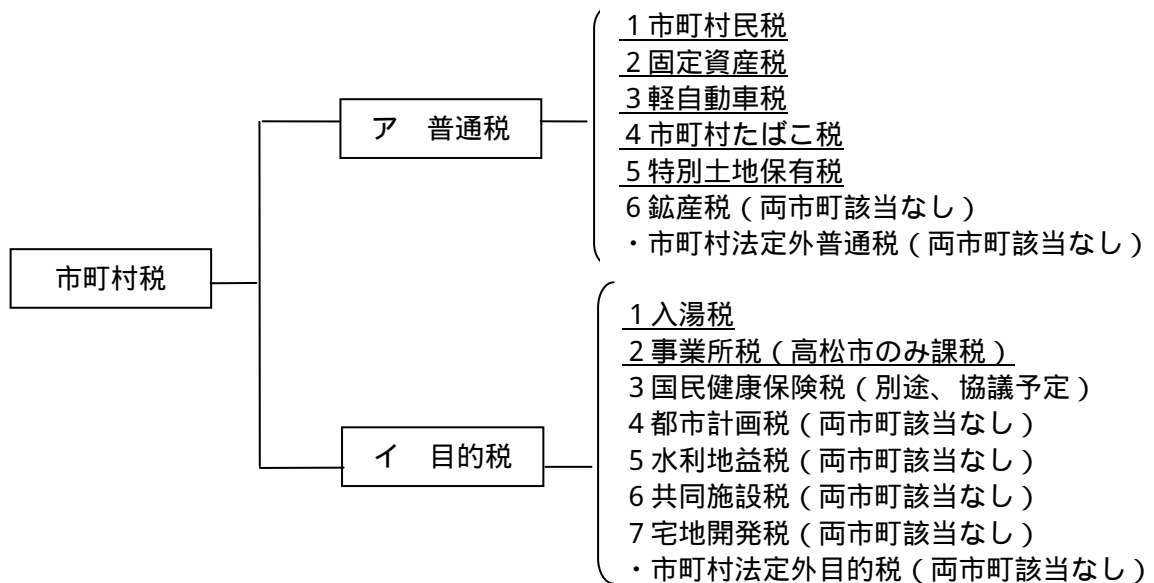 市町村税
ア 普通税
1 市町村民税
2 固定資産税
3 軽自動車税
4 市町村たばこ税
5 特別土地保有税
6 鉱産税（両市町該当なし）
・市町村法定外普通税（両市町該当なし）
イ 目的税
1 入湯税
2 事業所税（高松市のみ課税）
3 国民健康保険税（別途、協議予定）
4 都市計画税（両市町該当なし）
5 水利地益税（両市町該当なし）
6 共同施設税（両市町該当なし）
7 宅地開発税（両市町該当なし）
・市町村法定外目的税（両市町該当なし）